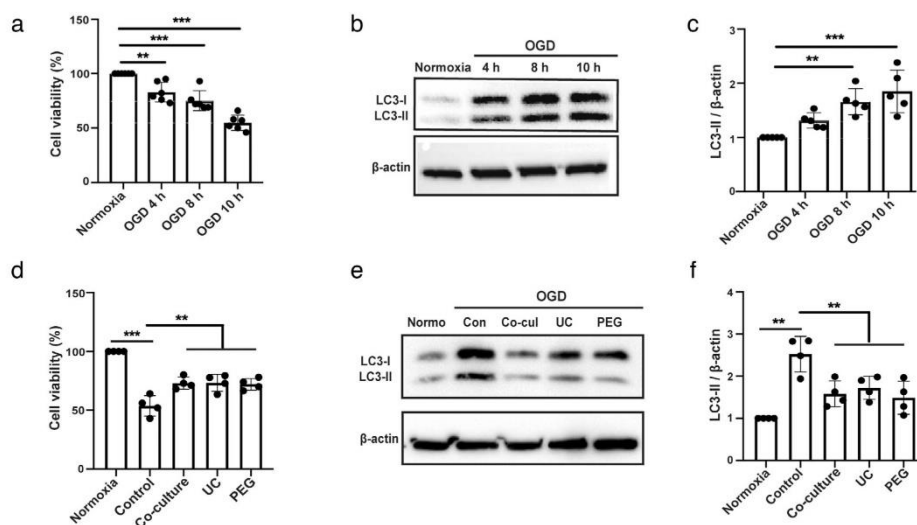 a
Cell viability (%)
150
100
50
0
***
***
**
Normoxia
OGD 4 h
OGD 8 h
OGD 10 h
b
OGD
Normoxia 4 h 8 h 10 h
LC3-I
LC3-II
β-actin
c
LC3-II / β-actin
3
2
1
0
***
**
Normoxia
OGD 4 h
OGD 8 h
OGD 10 h
d
Cell viability (%)
150
100
50
0
**
***
Normoxia
Control
Co-culture
UC
PEG
e
OGD
Normo Con Co-cul UC PEG
LC3-I
LC3-II
β-actin
f
LC3-II / β-actin
4
3
2
1
0
**
**
Normoxia
Control
Co-culture
UC
PEG